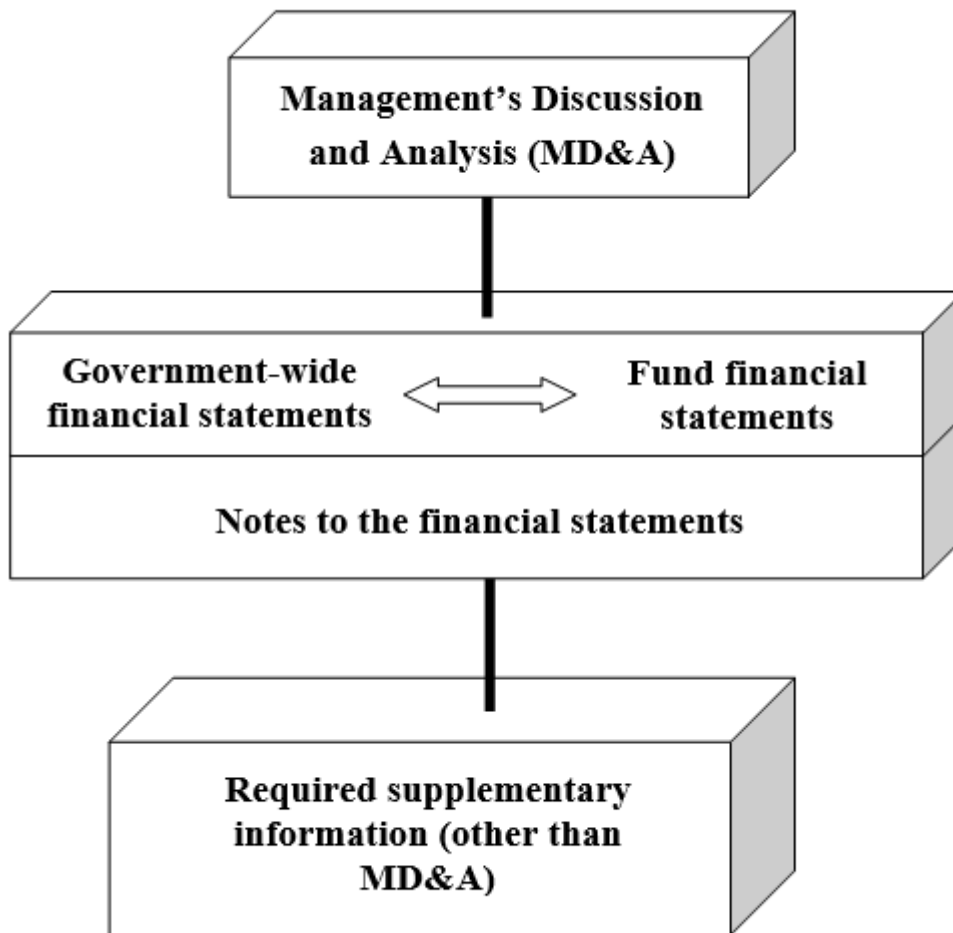 Management’s Discussion
and Analysis (MD&A)
Government-wide
financial statements
Fund financial
statements
Notes to the financial statements
Required supplementary
information (other than
MD&A)